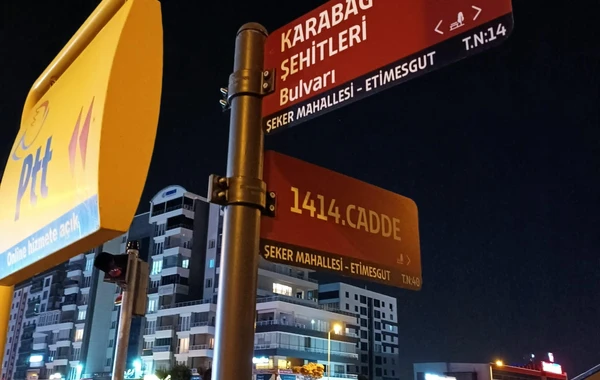 Ptt
Online hizmete açık
KARABAĞ
ŞEHİTLERİ
Bulvarı
ŞEKER MAHALLESİ - ETİMESGUT
T.N:14
1414.CADDE
ŞEKER MAHALLESİ - ETİMESGUT
T.N:40